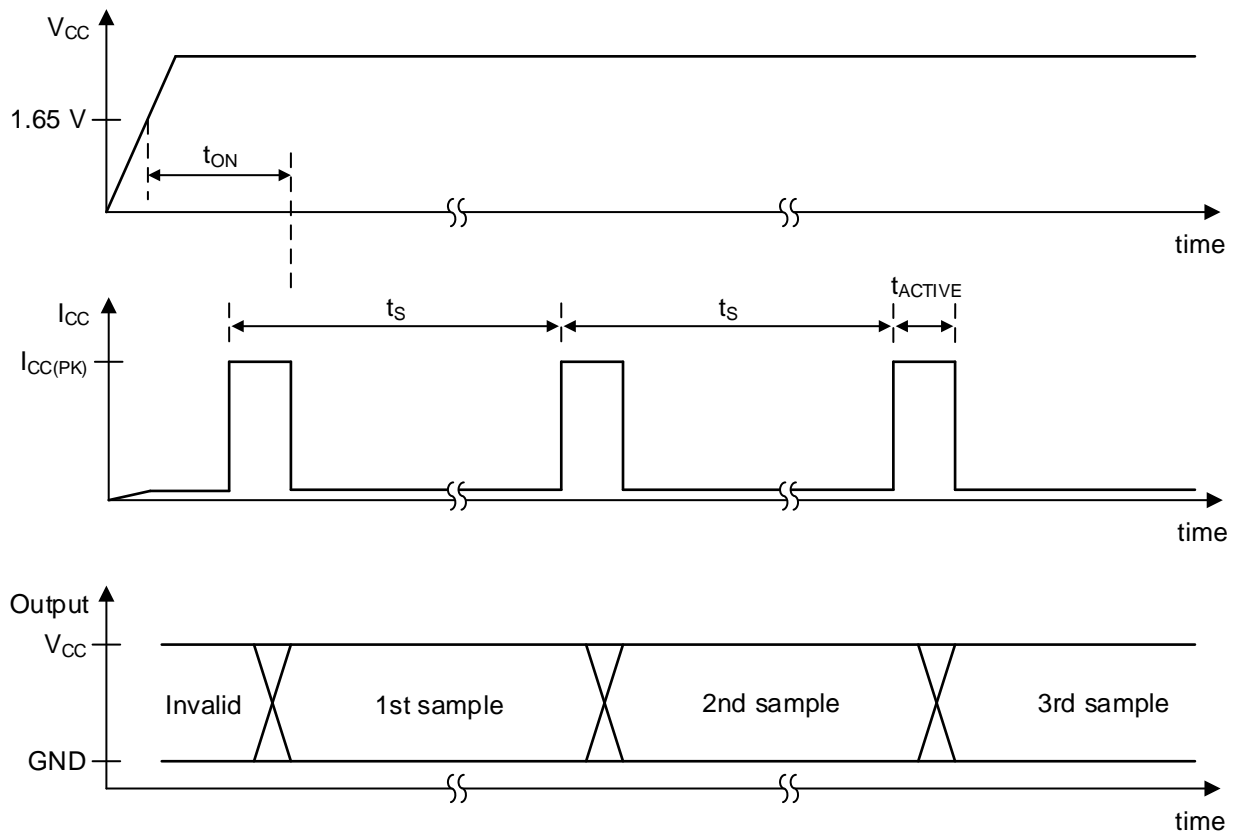 VCC
1.65 V
tON
time
ICC
tS
tS
tACTIVE
ICC(PK)
time
Output
VCC
Invalid
1st sample
2nd sample
3rd sample
GND
time